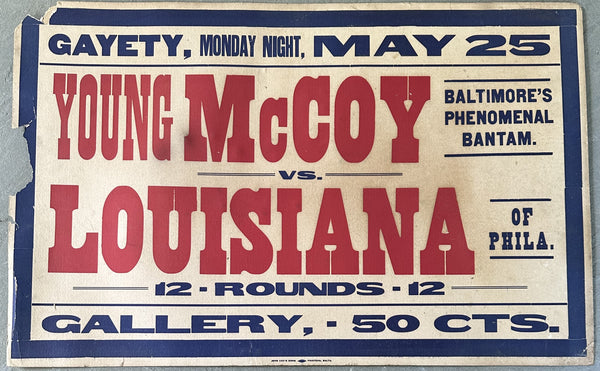 GAYETY, MONDAY NIGHT, MAY 25
YOUNG McCOY
BALTIMORE'S
PHENOMENAL
BANTAM.
VS.
LOUISIANA
OF
PHILA.
12 - ROUNDS - 12
GALLERY, - 50 CTS.